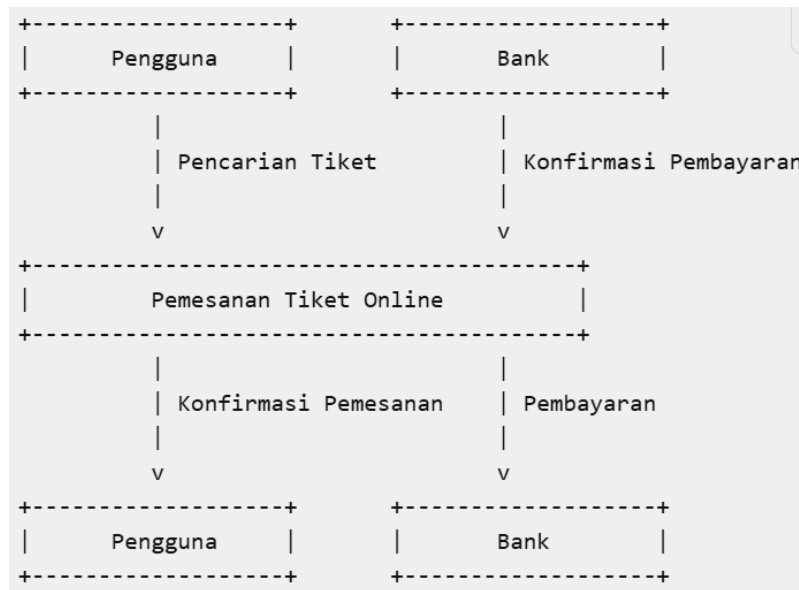 +-------------------+ +-------------------+
| Pengguna | | Bank |
+-------------------+ +-------------------+
| |
| Pencarian Tiket | Konfirmasi Pembayaran
| |
v v
+-----------------------------------------+
| Pemesanan Tiket Online |
+-----------------------------------------+
| |
| Konfirmasi Pemesanan | Pembayaran
| |
v v
+-------------------+ +-------------------+
| Pengguna | | Bank |
+-------------------+ +-------------------+